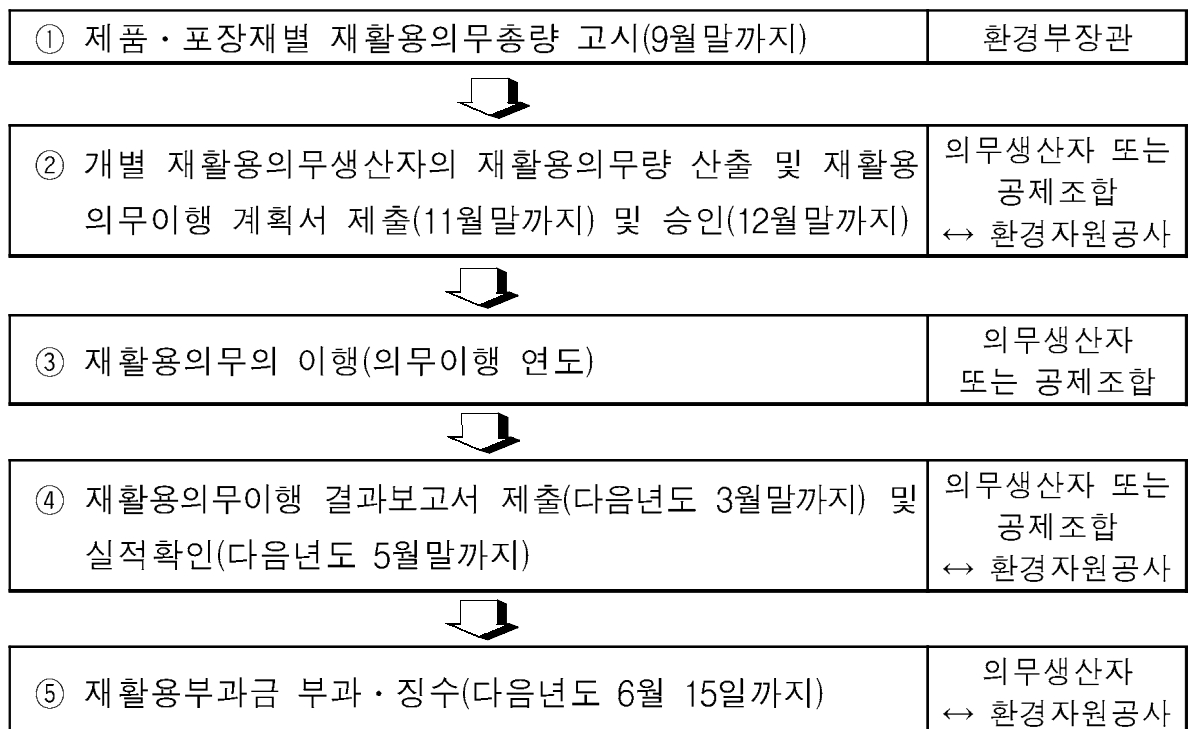 ① 제품・포장재별 재활용의무총량 고시(9월말까지)
환경부장관
② 개별 재활용의무생산자의 재활용의무량 산출 및 재활용
의무이행 계획서 제출(11월말까지) 및 승인(12월말까지)
의무생산자 또는
공제조합
↔ 환경자원공사
③ 재활용의무의 이행(의무이행 연도)
의무생산자
또는 공제조합
④ 재활용의무이행 결과보고서 제출(다음년도 3월말까지) 및
실적확인(다음년도 5월말까지)
의무생산자 또는
공제조합
↔ 환경자원공사
⑤ 재활용부과금 부과・징수(다음년도 6월 15일까지)
의무생산자
↔ 환경자원공사